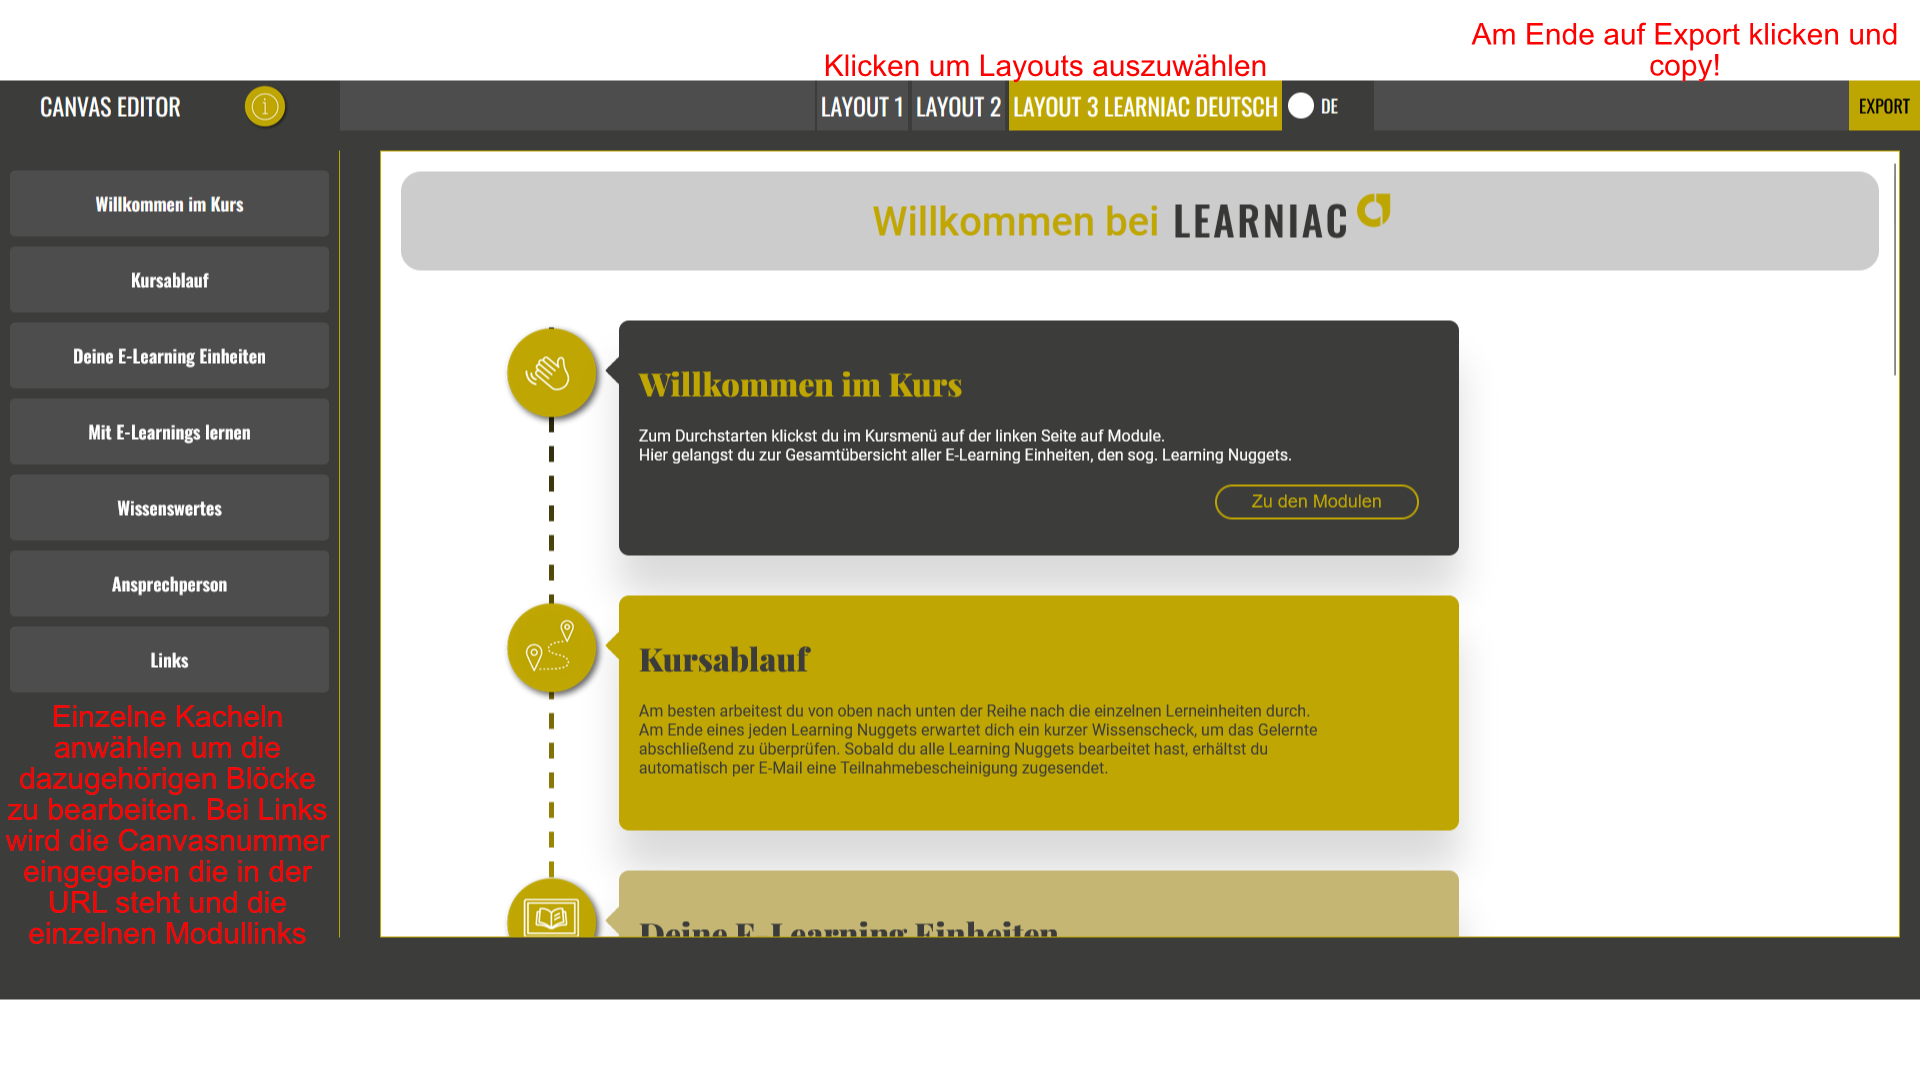 Am Ende auf Export klicken und
copy!
Klicken um Layouts auszuwählen
CANVAS EDITOR
i
LAYOUT 1
LAYOUT 2
LAYOUT 3 LEARNIAC DEUTSCH
DE
EXPORT
Willkommen im Kurs
Kursablauf
Deine E-Learning Einheiten
Mit E-Learnings lernen
Wissenswertes
Ansprechperson
Links
Einzelne Kacheln
anwählen um die
dazugehörigen Blöcke
zu bearbeiten. Bei Links
wird die Canvasnummer
eingegeben die in der
URL steht und die
einzelnen Modullinks
Willkommen bei LEARNIAC
Willkommen im Kurs
Zum Durchstarten klickst du im Kursmenü auf der linken Seite auf Module.
Hier gelangst du zur Gesamtübersicht aller E-Learning Einheiten, den sog. Learning Nuggets.
Zu den Modulen
Kursablauf
Am besten arbeitest du von oben nach unten der Reihe nach die einzelnen Lerneinheiten durch.
Am Ende eines jeden Learning Nuggets erwartet dich ein kurzer Wissenscheck, um das Gelernte
abschließend zu überprüfen. Sobald du alle Learning Nuggets bearbeitet hast, erhältst du
automatisch per E-Mail eine Teilnahmebescheinigung zugesendet.
Deine E-Learning Einheiten